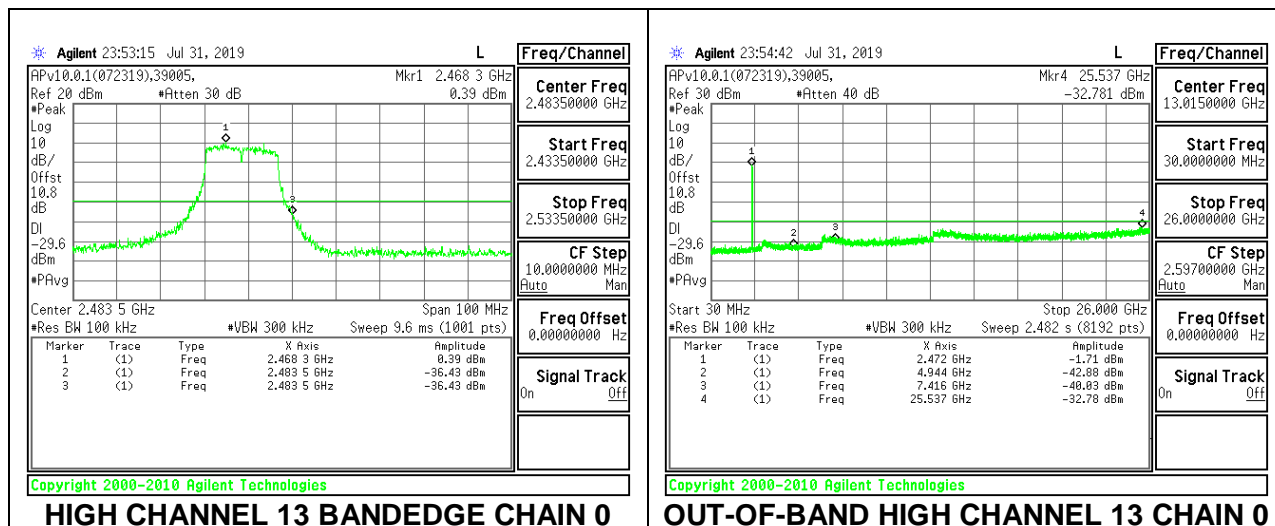 Agilent 23:53:15 Jul 31, 2019 L
APv10.0.1(072319),39005, Mkr1 2.468 3 GHz
Ref 20 dBm #Atten 30 dB 0.39 dBm
#Peak
Log
10
dB/
Offst
10.8
dB
DI
-29.6
dBm
#PAvg
1
3
Center 2.483 5 GHz Span 100 MHz
#Res BW 100 kHz #VBW 300 kHz Sweep 9.6 ms (1001 pts)
Marker Trace Type X Axis Amplitude
1 (1) Freq 2.468 3 GHz 0.39 dBm
2 (1) Freq 2.483 5 GHz -36.43 dBm
3 (1) Freq 2.483 5 GHz -36.43 dBm
Freq/Channel
Center Freq
2.48350000 GHz
Start Freq
2.43350000 GHz
Stop Freq
2.53350000 GHz
CF Step
10.0000000 MHz
Auto Man
Freq Offset
0.00000000 Hz
Signal Track
On Off
Copyright 2000-2010 Agilent Technologies
HIGH CHANNEL 13 BANDEDGE CHAIN 0
Agilent 23:54:42 Jul 31, 2019 L
APv10.0.1(072319),39005, Mkr4 25.537 GHz
Ref 30 dBm #Atten 40 dB -32.781 dBm
#Peak
Log
10
dB/
Offst
10.8
dB
DI
-29.6
dBm
#PAvg
1
2
3
4
Start 30 MHz Stop 26.000 GHz
#Res BW 100 kHz #VBW 300 kHz Sweep 2.482 s (8192 pts)
Marker Trace Type X Axis Amplitude
1 (1) Freq 2.472 GHz -1.71 dBm
2 (1) Freq 4.944 GHz -42.88 dBm
3 (1) Freq 7.416 GHz -40.03 dBm
4 (1) Freq 25.537 GHz -32.78 dBm
Freq/Channel
Center Freq
13.0150000 GHz
Start Freq
30.0000000 MHz
Stop Freq
26.0000000 GHz
CF Step
2.59700000 GHz
Auto Man
Freq Offset
0.00000000 Hz
Signal Track
On Off
Copyright 2000-2010 Agilent Technologies
OUT-OF-BAND HIGH CHANNEL 13 CHAIN 0